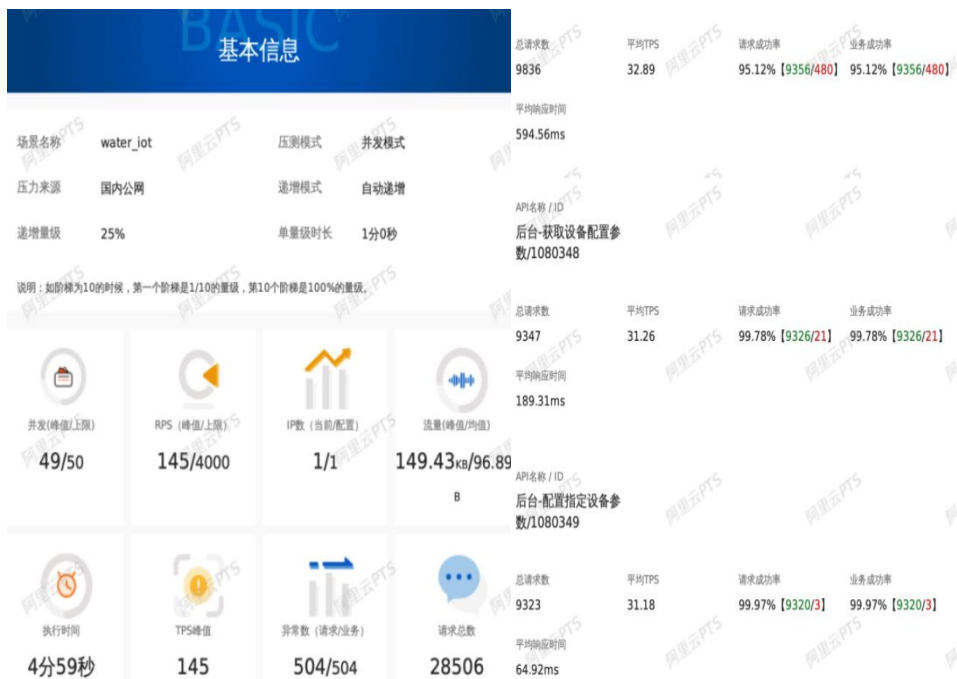 BASIC
基本信息
场景名称 water_iot 压测模式 并发模式
压力来源 国内公网 递增模式 自动递增
递增量级 25% 单量级时长 1分0秒
说明：如阶梯为10的时候，第一个阶梯是1/10的量级，第10个阶梯是100%的量级。
并发(峰值/上限) RPS（峰值/上限） IP数（当前/配置） 流量(峰值/均值)
49/50 145/4000 1/1 149.43KB/96.89
B
执行时间 TPS峰值 异常数（请求/业务） 请求总数
4分59秒 145 504/504 28506
总请求数 平均TPS 请求成功率 业务成功率
9836 32.89 95.12%【9356/480】 95.12%【9356/480】
平均响应时间
594.56ms
API名称 / ID
后台-获取设备配置参
数/1080348
总请求数 平均TPS 请求成功率 业务成功率
9347 31.26 99.78%【9326/21】 99.78%【9326/21】
平均响应时间
189.31ms
API名称 / ID
后台-配置指定设备参
数/1080349
总请求数 平均TPS 请求成功率 业务成功率
9323 31.18 99.97%【9320/3】 99.97%【9320/3】
平均响应时间
64.92ms
阿里云PTS